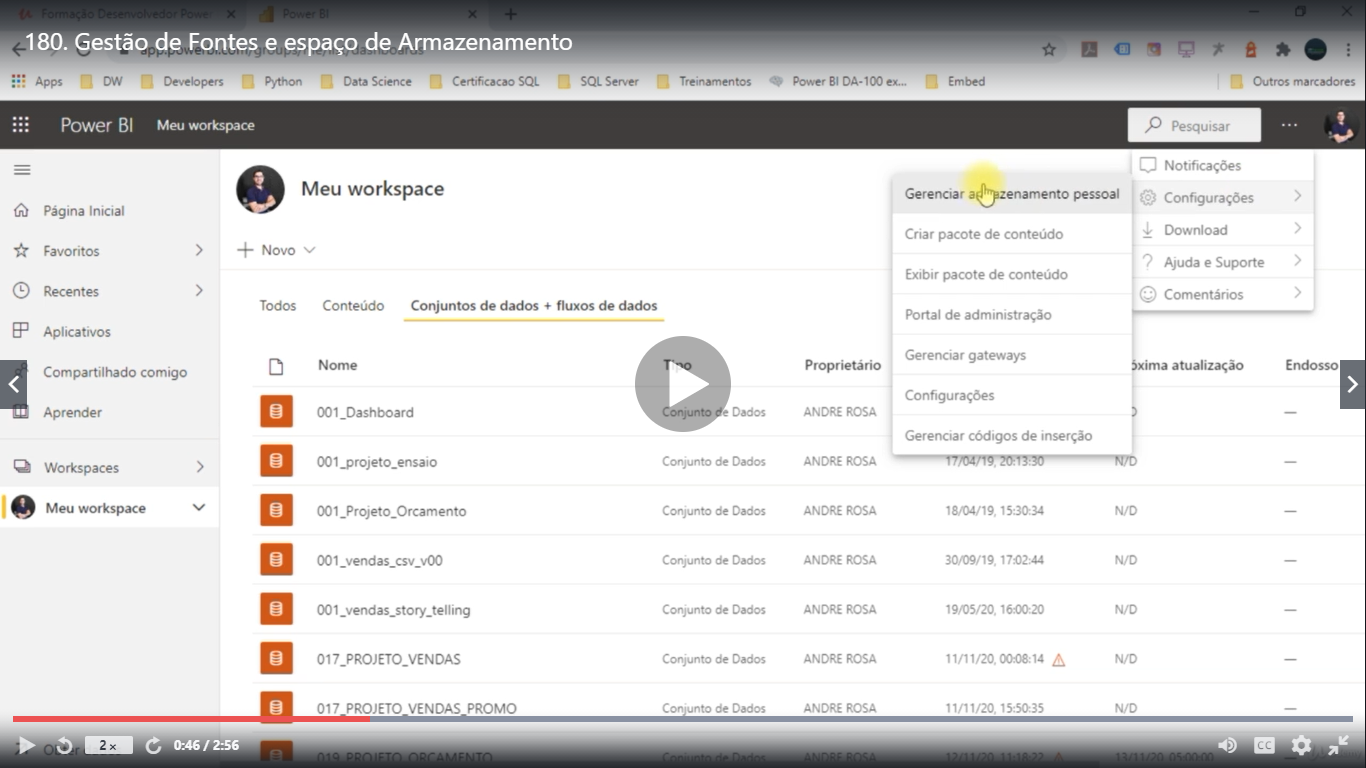 Formação Desenvolvedor Power
Power BI
180. Gestão de Fontes e espaço de Armazenamento
Apps
DW
Developers
Python
Data Science
Certificacao SQL
SQL Server
Treinamentos
Power BI DA-100 ex...
Embed
Outros marcadores
Power BI
Meu workspace
Pesquisar
Notificações
Configurações
Download
Ajuda e Suporte
Comentários
Gerenciar armazenamento pessoal
Criar pacote de conteúdo
Exibir pacote de conteúdo
Portal de administração
Gerenciar gateways
Configurações
Gerenciar códigos de inserção
Página Inicial
Favoritos
Recentes
Aplicativos
Compartilhado comigo
Aprender
Workspaces
Meu workspace
Meu workspace
Novo
Todos Conteúdo Conjuntos de dados + fluxos de dados
Nome Tipo Proprietário atualização Endosso
001_Dashboard Conjunto de Dados ANDRE ROSA —
001_projeto_ensaio Conjunto de Dados ANDRE ROSA 17/04/19, 20:13:30 N/D —
001_Projeto_Orcamento Conjunto de Dados ANDRE ROSA 18/04/19, 15:30:34 N/D —
001_vendas_csv_v00 Conjunto de Dados ANDRE ROSA 30/09/19, 17:02:44 N/D —
001_vendas_story_telling Conjunto de Dados ANDRE ROSA 19/05/20, 16:00:20 N/D —
017_PROJETO_VENDAS Conjunto de Dados ANDRE ROSA 11/11/20, 00:08:14 N/D —
017_PROJETO_VENDAS_PROMO Conjunto de Dados ANDRE ROSA 11/11/20, 15:50:35 N/D —
019_PROJETO_ORCAMENTO Conjunto de Dados ANDRE ROSA 12/11/20, 11:18:22 13/11/20, 05:00:00
2x
0:46 / 2:56
CC